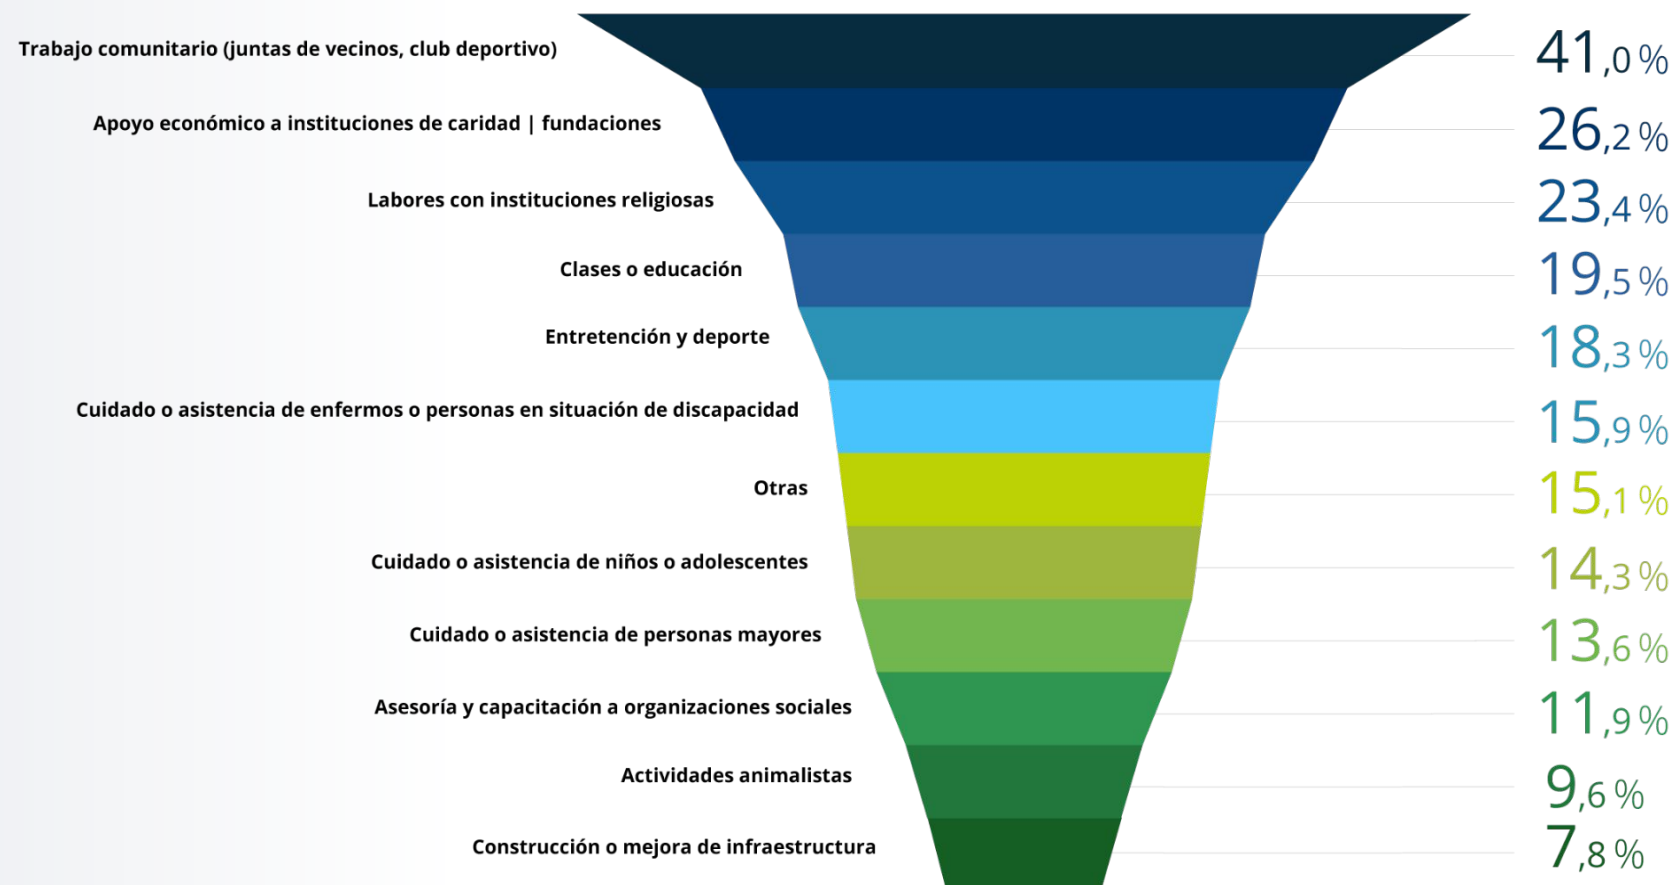 Trabajo comunitario (juntas de vecinos, club deportivo) 41,0 %
Apoyo económico a instituciones de caridad | fundaciones 26,2 %
Labores con instituciones religiosas 23,4 %
Clases o educación 19,5 %
Entretención y deporte 18,3 %
Cuidado o asistencia de enfermos o personas en situación de discapacidad 15,9 %
Otras 15,1 %
Cuidado o asistencia de niños o adolescentes 14,3 %
Cuidado o asistencia de personas mayores 13,6 %
Asesoría y capacitación a organizaciones sociales 11,9 %
Actividades animalistas 9,6 %
Construcción o mejora de infraestructura 7,8 %